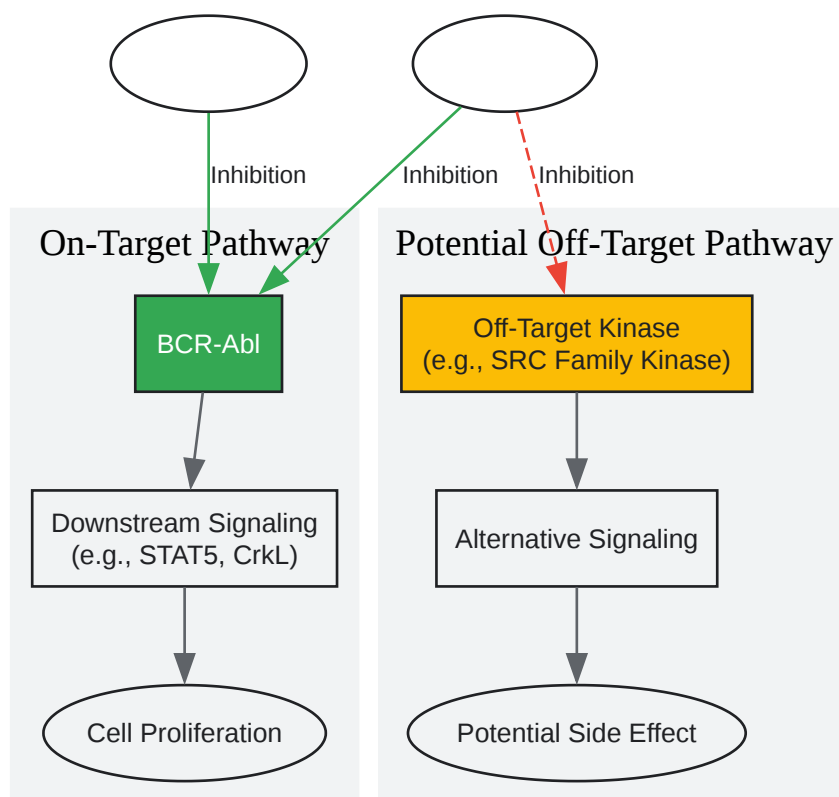 Inhibition
Inhibition
Inhibition
On-Target Pathway
Potential Off-Target Pathway
BCR-Abl
Off-Target Kinase
(e.g., SRC Family Kinase)
Downstream Signaling
(e.g., STAT5, CrkL)
Alternative Signaling
Cell Proliferation
Potential Side Effect